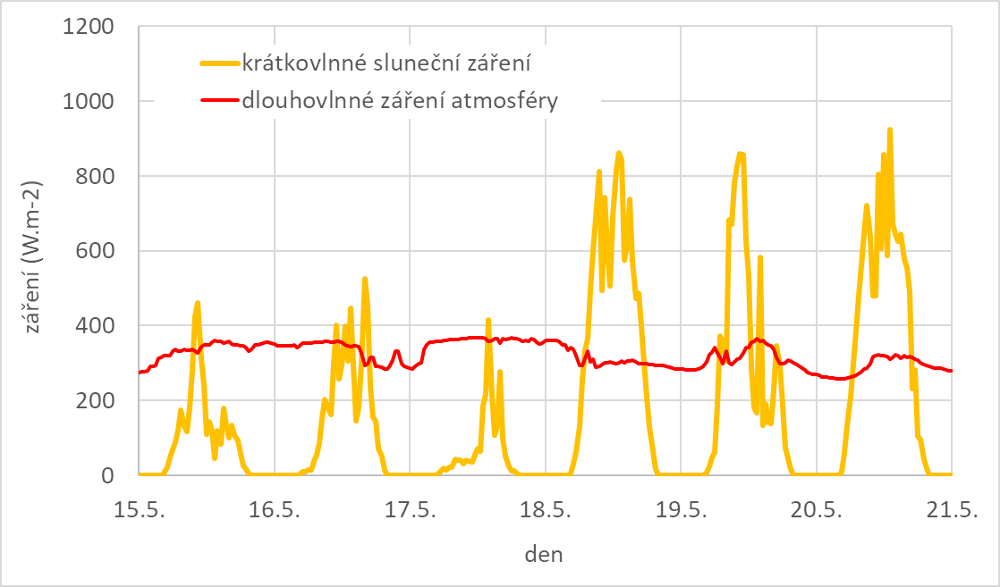 1200
1000
800
600
400
200
0
krátkovlnné sluneční záření
dlouhovlnné záření atmosféry
záření (W.m-2)
15.5. 16.5. 17.5. 18.5. 19.5. 20.5. 21.5.
den